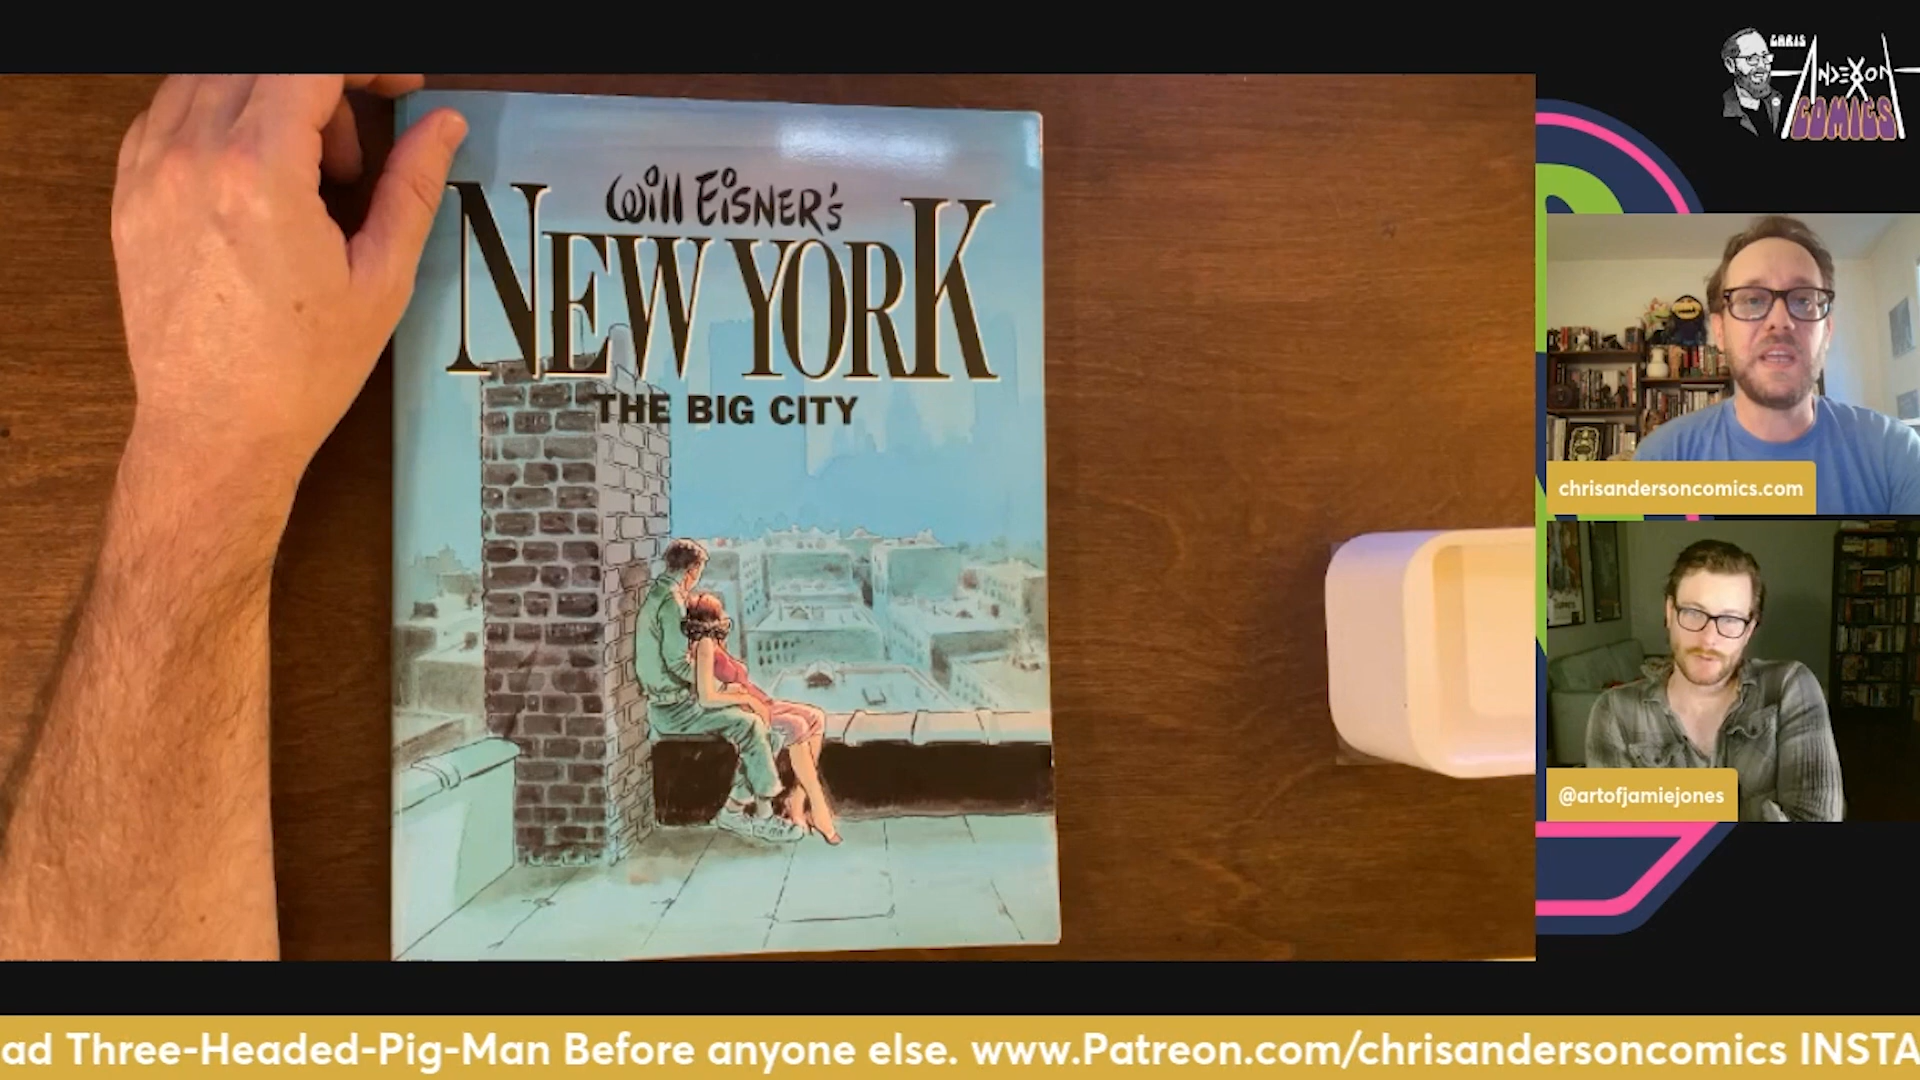 Will EiSNER's
NEW YORK
THE BIG CITY
CHRIS
ANDERSON
COMICS
chrisandersoncomics.com
@artofjamiejones
ad Three-Headed-Pig-Man Before anyone else. www.Patreon.com/chrisandersoncomics INSTA